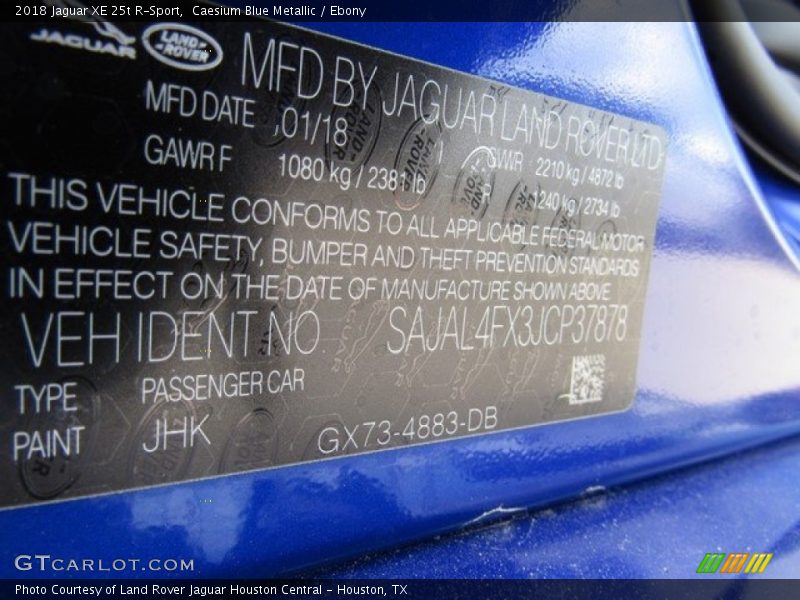 2018 Jaguar XE 25t R-Sport, Caesium Blue Metallic / Ebony
JAGUAR
LAND-ROVER
MFD BY JAGUAR LAND ROVER LTD
MFD DATE 01/18
GAWR F 1080 kg / 2381 lb
GVWR 2210 kg / 4872 lb
1240 kg / 2734 lb
THIS VEHICLE CONFORMS TO ALL APPLICABLE FEDERAL MOTOR
VEHICLE SAFETY, BUMPER AND THEFT PREVENTION STANDARDS
IN EFFECT ON THE DATE OF MANUFACTURE SHOWN ABOVE
VEH IDENT NO SAJAL4FX3JCP37878
TYPE PASSENGER CAR
PAINT JHK
GX73-4883-DB
GTCARLOT.COM
Photo Courtesy of Land Rover Jaguar Houston Central - Houston, TX